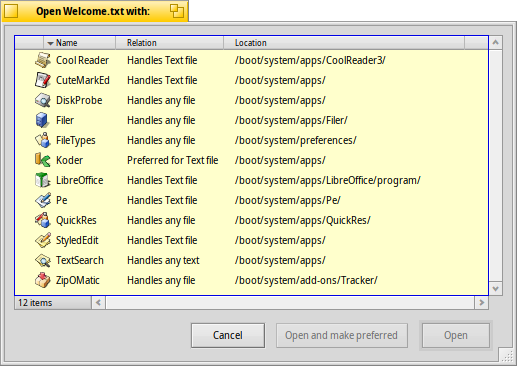 Open Welcome.txt with:
Name Relation Location
Cool Reader Handles Text file /boot/system/apps/CoolReader3/
CuteMarkEd Handles Text file /boot/system/apps/
DiskProbe Handles any file /boot/system/apps/
Filer Handles any file /boot/system/apps/Filer/
FileTypes Handles any file /boot/system/preferences/
Koder Preferred for Text file /boot/system/apps/
LibreOffice Handles Text file /boot/system/apps/LibreOffice/program/
Pe Handles Text file /boot/system/apps/Pe/
QuickRes Handles any file /boot/system/apps/QuickRes/
StyledEdit Handles Text file /boot/system/apps/
TextSearch Handles any text /boot/system/apps/
ZipOMatic Handles any file /boot/system/add-ons/Tracker/
12 items
Cancel Open and make preferred Open